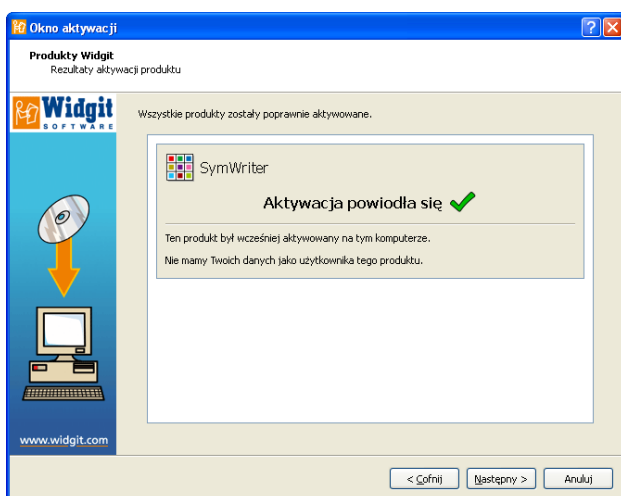 Okno aktywacji
Produkty Widgit
Rezultaty aktywacji produktu
Widgit
SOFTWARE
Wszystkie produkty zostały poprawnie aktywowane.
SymWriter
Aktywacja powiodła się
Ten produkt był wcześniej aktywowany na tym komputerze.
Nie mamy Twoich danych jako użytkownika tego produktu.
www.widgit.com
< Cofnij Następny > Anuluj